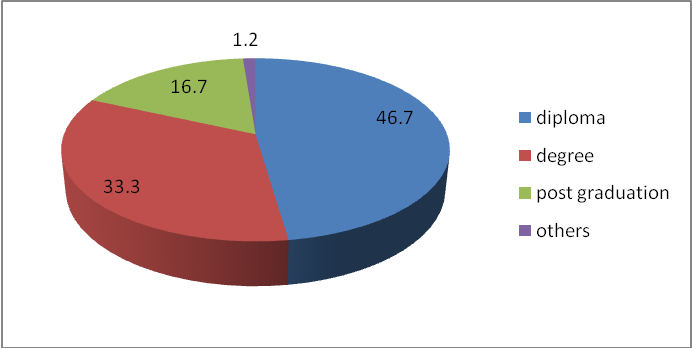 1.2
16.7
46.7
33.3
diploma
degree
post graduation
others